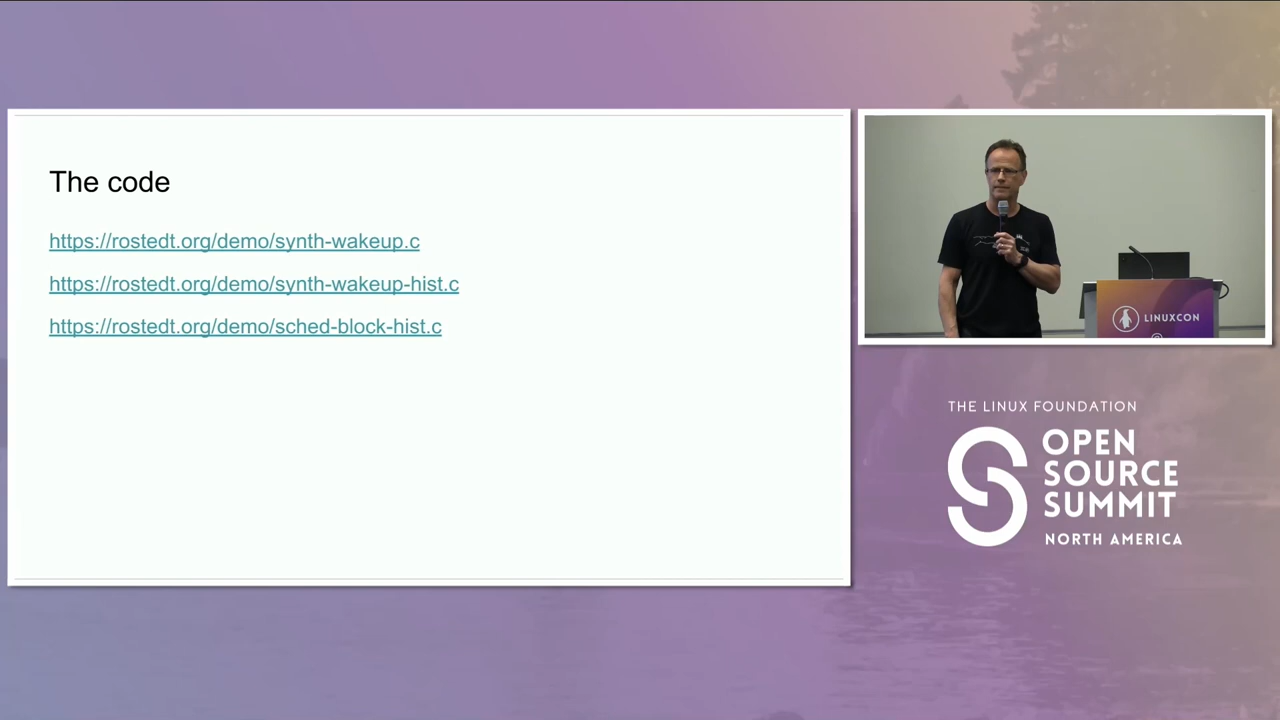 The code
https://rostedt.org/demo/synth-wakeup.c
https://rostedt.org/demo/synth-wakeup-hist.c
https://rostedt.org/demo/sched-block-hist.c
LINUXCON
THE LINUX FOUNDATION
OPEN
SOURCE
SUMMIT
NORTH AMERICA